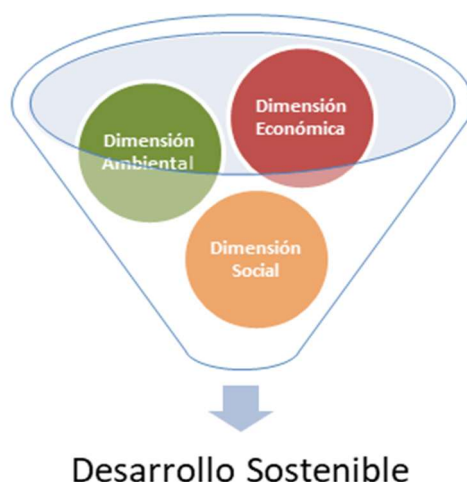 Dimensión
Económica
Dimensión
Ambiental
Dimensión
Social
Desarrollo Sostenible